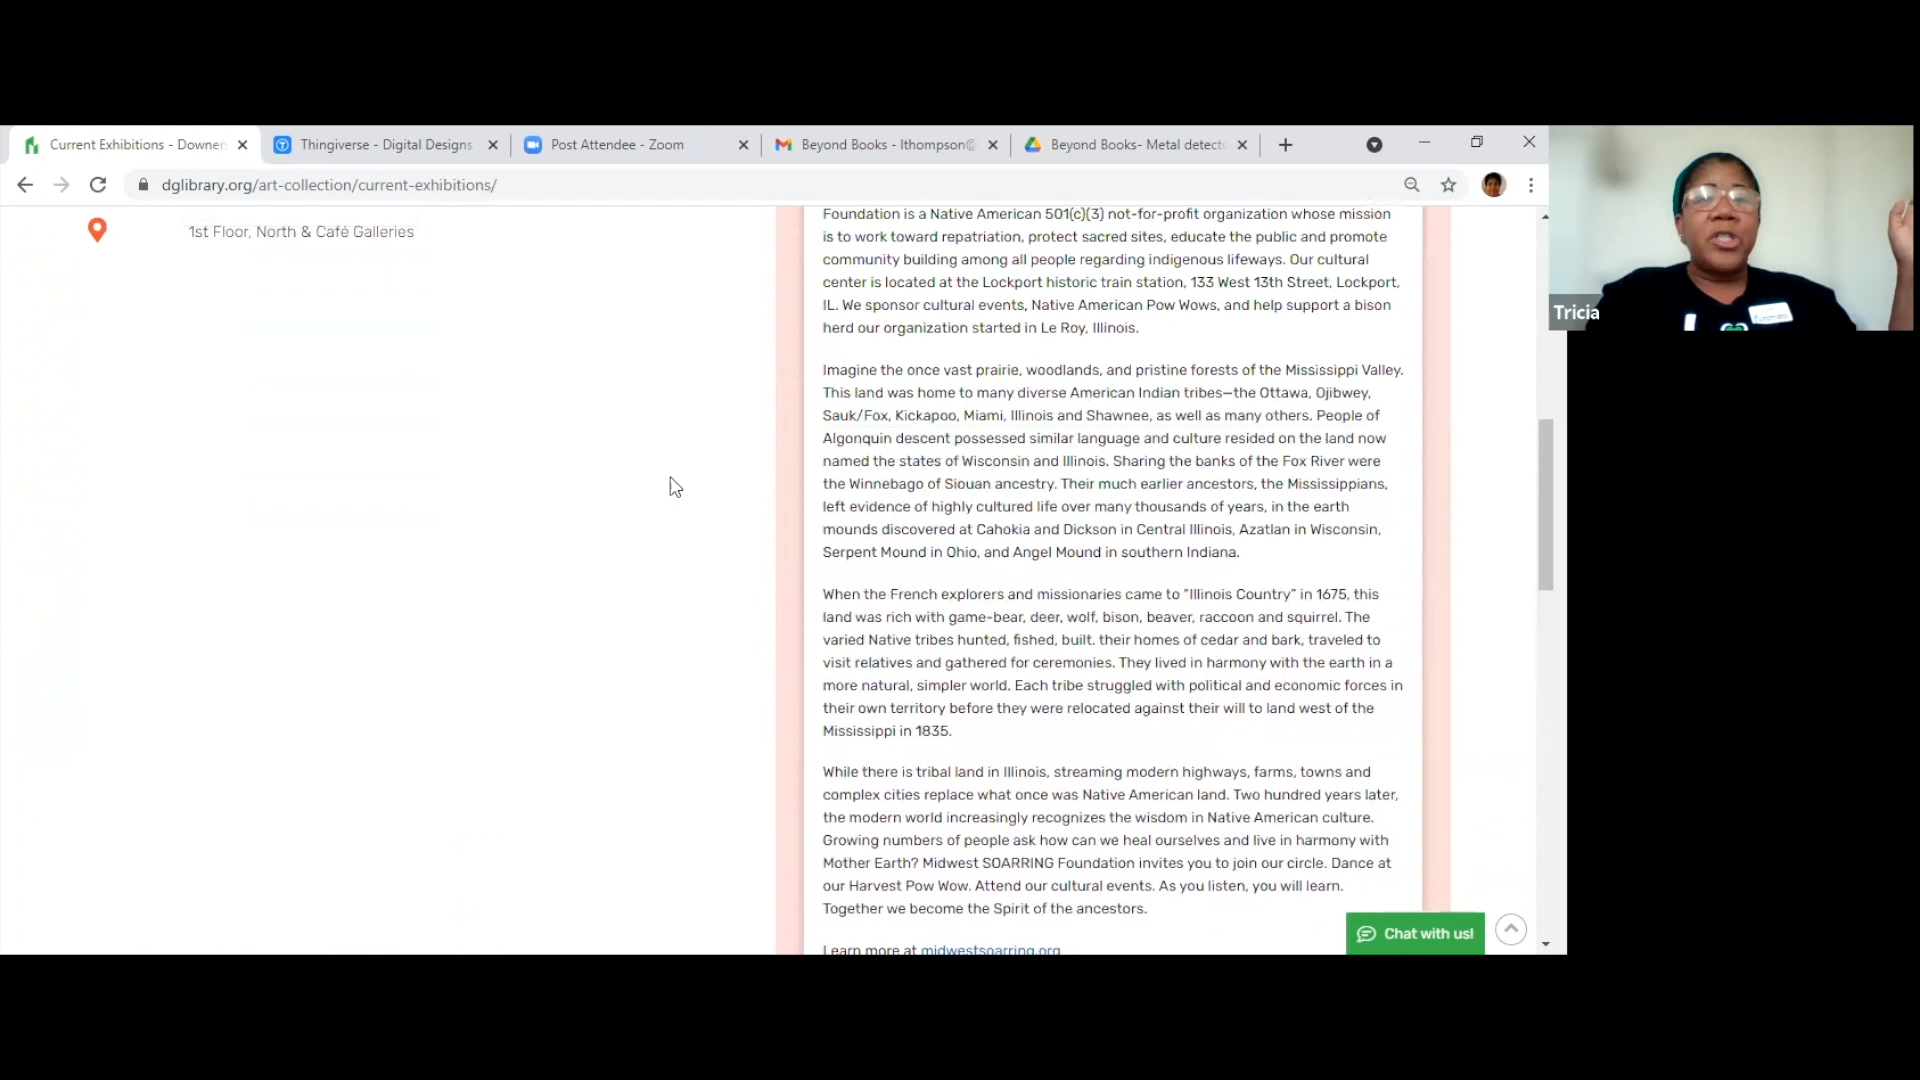 Current Exhibitions - Downer
Thingiverse - Digital Designs
Post Attendee - Zoom
Beyond Books - lthompson@
Beyond Books- Metal detect
dglibrary.org/art-collection/current-exhibitions/
1st Floor, North & Café Galleries
Foundation is a Native American 501(c)(3) not-for-profit organization whose mission
is to work toward repatriation, protect sacred sites, educate the public and promote
community building among all people regarding indigenous lifeways. Our cultural
center is located at the Lockport historic train station, 133 West 13th Street, Lockport,
IL. We sponsor cultural events, Native American Pow Wows, and help support a bison
herd our organization started in Le Roy, Illinois.
Imagine the once vast prairie, woodlands, and pristine forests of the Mississippi Valley.
This land was home to many diverse American Indian tribes—the Ottawa, Ojibwey,
Sauk/Fox, Kickapoo, Miami, Illinois and Shawnee, as well as many others. People of
Algonquin descent possessed similar language and culture resided on the land now
named the states of Wisconsin and Illinois. Sharing the banks of the Fox River were
the Winnebago of Siouan ancestry. Their much earlier ancestors, the Mississippians,
left evidence of highly cultured life over many thousands of years, in the earth
mounds discovered at Cahokia and Dickson in Central Illinois, Azatlan in Wisconsin,
Serpent Mound in Ohio, and Angel Mound in southern Indiana.
When the French explorers and missionaries came to “Illinois Country” in 1675, this
land was rich with game-bear, deer, wolf, bison, beaver, raccoon and squirrel. The
varied Native tribes hunted, fished, built. their homes of cedar and bark, traveled to
visit relatives and gathered for ceremonies. They lived in harmony with the earth in a
more natural, simpler world. Each tribe struggled with political and economic forces in
their own territory before they were relocated against their will to land west of the
Mississippi in 1835.
While there is tribal land in Illinois, streaming modern highways, farms, towns and
complex cities replace what once was Native American land. Two hundred years later,
the modern world increasingly recognizes the wisdom in Native American culture.
Growing numbers of people ask how can we heal ourselves and live in harmony with
Mother Earth? Midwest SOARRING Foundation invites you to join our circle. Dance at
our Harvest Pow Wow. Attend our cultural events. As you listen, you will learn.
Together we become the Spirit of the ancestors.
Learn more at midwestsoarring.org
Chat with us!
Tricia